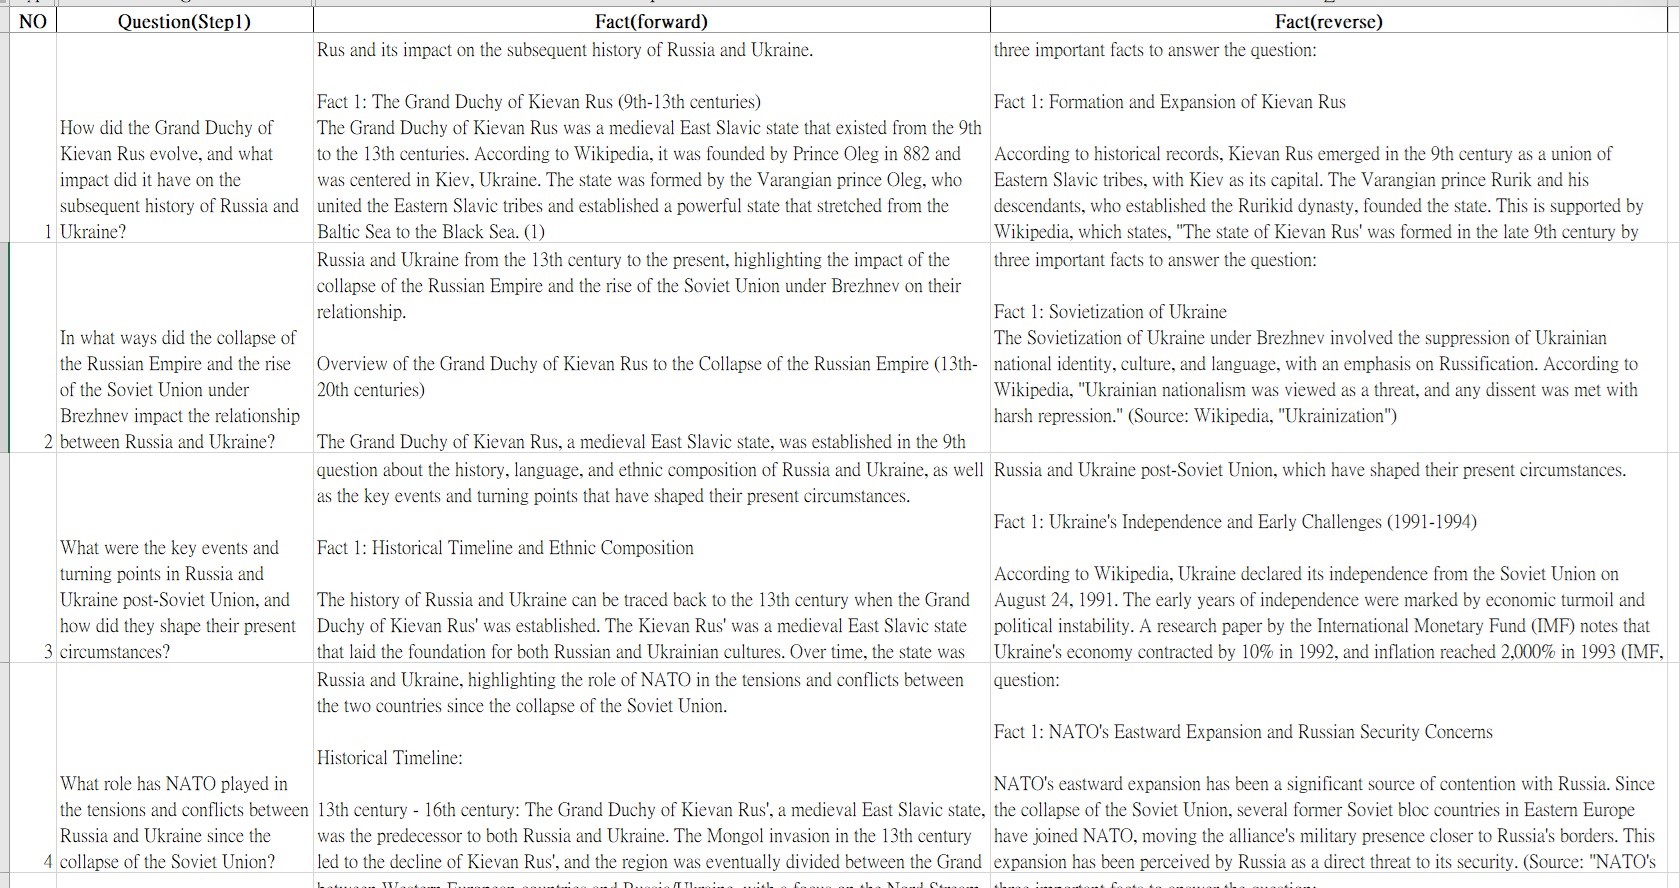 NO
Question(Step1)
Fact(forward)
Fact(reverse)
1
How did the Grand Duchy of
Kievan Rus evolve, and what
impact did it have on the
subsequent history of Russia and
Ukraine?
Rus and its impact on the subsequent history of Russia and Ukraine.
Fact 1: The Grand Duchy of Kievan Rus (9th-13th centuries)
The Grand Duchy of Kievan Rus was a medieval East Slavic state that existed from the 9th
to the 13th centuries. According to Wikipedia, it was founded by Prince Oleg in 882 and
was centered in Kiev, Ukraine. The state was formed by the Varangian prince Oleg, who
united the Eastern Slavic tribes and established a powerful state that stretched from the
Baltic Sea to the Black Sea. (1)
three important facts to answer the question:
Fact 1: Formation and Expansion of Kievan Rus
According to historical records, Kievan Rus emerged in the 9th century as a union of
Eastern Slavic tribes, with Kiev as its capital. The Varangian prince Rurik and his
descendants, who established the Rurikid dynasty, founded the state. This is supported by
Wikipedia, which states, "The state of Kievan Rus' was formed in the late 9th century by
2
In what ways did the collapse of
the Russian Empire and the rise
of the Soviet Union under
Brezhnev impact the relationship
between Russia and Ukraine?
Russia and Ukraine from the 13th century to the present, highlighting the impact of the
collapse of the Russian Empire and the rise of the Soviet Union under Brezhnev on their
relationship.
Overview of the Grand Duchy of Kievan Rus to the Collapse of the Russian Empire (13th-
20th centuries)
The Grand Duchy of Kievan Rus, a medieval East Slavic state, was established in the 9th
three important facts to answer the question:
Fact 1: Sovietization of Ukraine
The Sovietization of Ukraine under Brezhnev involved the suppression of Ukrainian
national identity, culture, and language, with an emphasis on Russification. According to
Wikipedia, "Ukrainian nationalism was viewed as a threat, and any dissent was met with
harsh repression." (Source: Wikipedia, "Ukrainization")
3
What were the key events and
turning points in Russia and
Ukraine post-Soviet Union, and
how did they shape their present
circumstances?
question about the history, language, and ethnic composition of Russia and Ukraine, as well
as the key events and turning points that have shaped their present circumstances.
Fact 1: Historical Timeline and Ethnic Composition
The history of Russia and Ukraine can be traced back to the 13th century when the Grand
Duchy of Kievan Rus' was established. The Kievan Rus' was a medieval East Slavic state
that laid the foundation for both Russian and Ukrainian cultures. Over time, the state was
Russia and Ukraine post-Soviet Union, which have shaped their present circumstances.
Fact 1: Ukraine's Independence and Early Challenges (1991-1994)
According to Wikipedia, Ukraine declared its independence from the Soviet Union on
August 24, 1991. The early years of independence were marked by economic turmoil and
political instability. A research paper by the International Monetary Fund (IMF) notes that
Ukraine's economy contracted by 10% in 1992, and inflation reached 2,000% in 1993 (IMF,
4
What role has NATO played in
the tensions and conflicts between
Russia and Ukraine since the
collapse of the Soviet Union?
Russia and Ukraine, highlighting the role of NATO in the tensions and conflicts between
the two countries since the collapse of the Soviet Union.
Historical Timeline:
13th century - 16th century: The Grand Duchy of Kievan Rus', a medieval East Slavic state,
was the predecessor to both Russia and Ukraine. The Mongol invasion in the 13th century
led to the decline of Kievan Rus', and the region was eventually divided between the Grand
question:
Fact 1: NATO's Eastward Expansion and Russian Security Concerns
NATO's eastward expansion has been a significant source of contention with Russia. Since
the collapse of the Soviet Union, several former Soviet bloc countries in Eastern Europe
have joined NATO, moving the alliance's military presence closer to Russia's borders. This
expansion has been perceived by Russia as a direct threat to its security. (Source: "NATO's